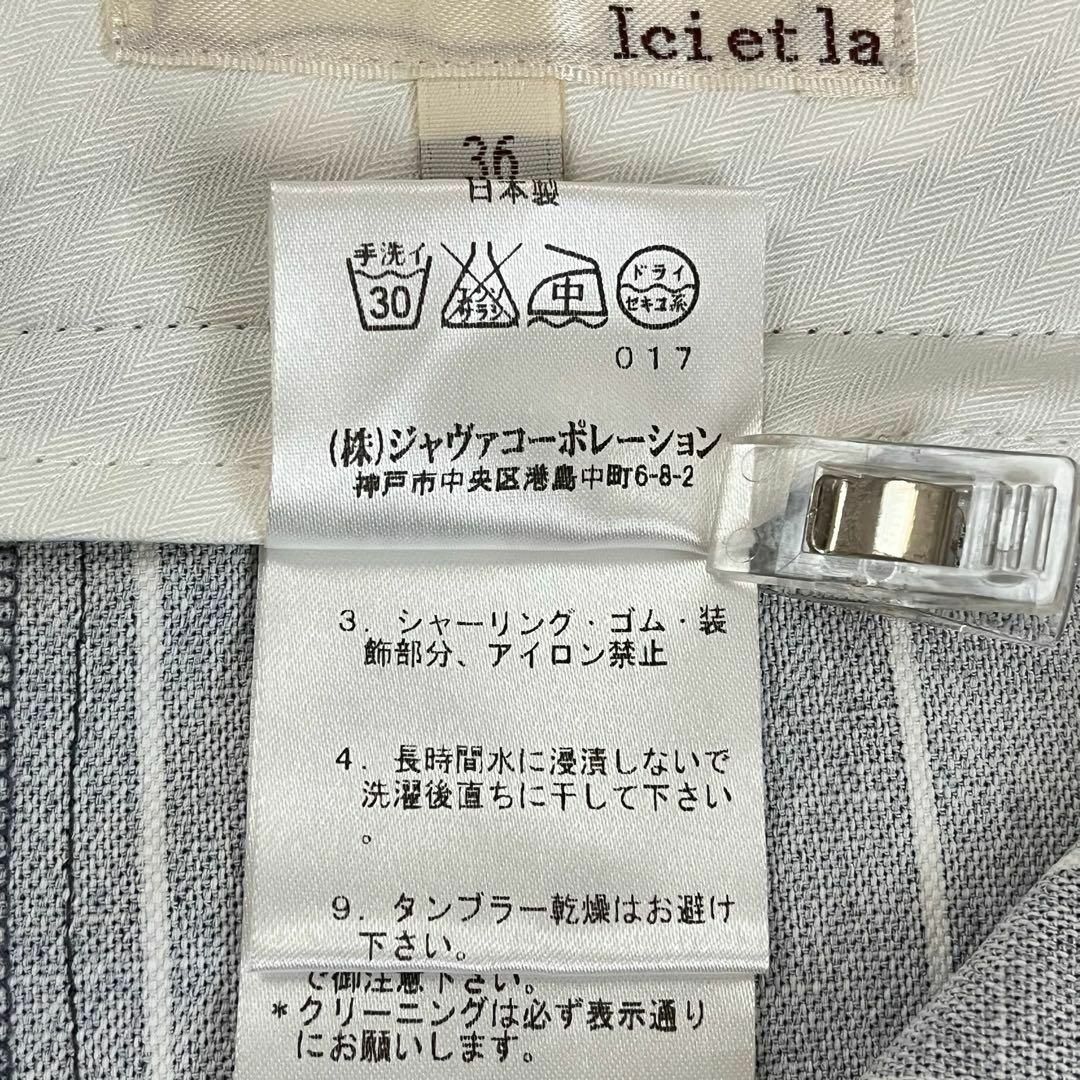 Ici et la
36
日本製
手洗イ
30
エンソ
サラシ
中
ドライ
セキユ系
017
(株)ジャヴァコーポレーション
神戸市中央区港島中町6-8-2
3. シャーリング・ゴム・装
飾部分、アイロン禁止
4. 長時間水に浸漬しないで
洗濯後直ちに干して下さい
。
9. タンブラー乾燥はお避け
下さい。
で御注意下さい。
*クリーニングは必ず表示通り
にお願いします。